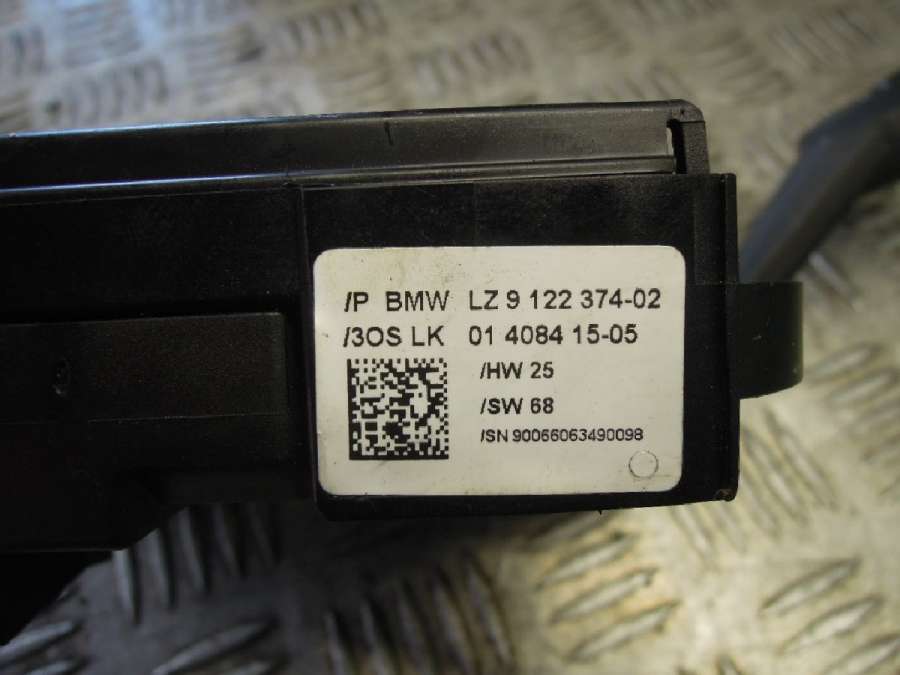 /P BMW LZ 9 122 374-02
/3OS LK 01 4084 15-05
/HW 25
/SW 68
/SN 90066063490098